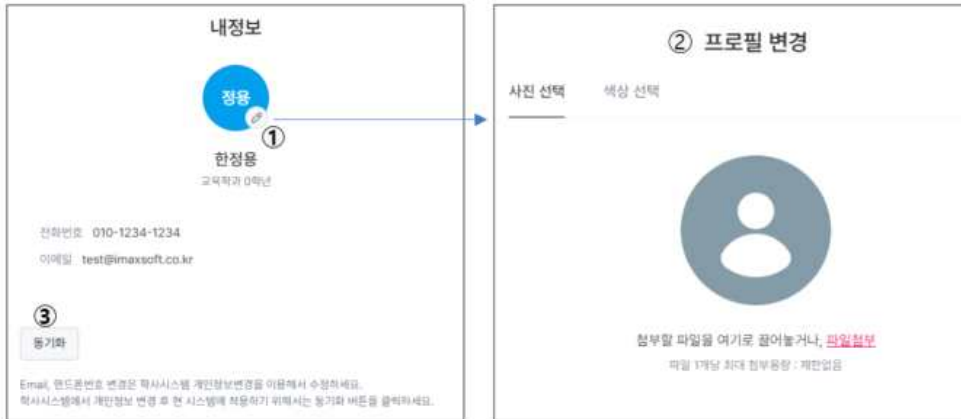 내정보
정용
①
한정용
교육학과 0학년
전화번호 010-1234-1234
이메일 test@imaxsoft.co.kr
③
동기화
Email, 핸드폰번호 변경은 학사시스템 개인정보변경을 이용해서 수정하세요.
학사시스템에서 개인정보 변경 후 현 시스템에 적용하기 위해서는 동기화 버튼을 클릭하세요.
② 프로필 변경
사진 선택 색상 선택
첨부할 파일을 여기로 끌어놓거나, 파일첨부
파일 1개당 최대 첨부용량 : 제한없음